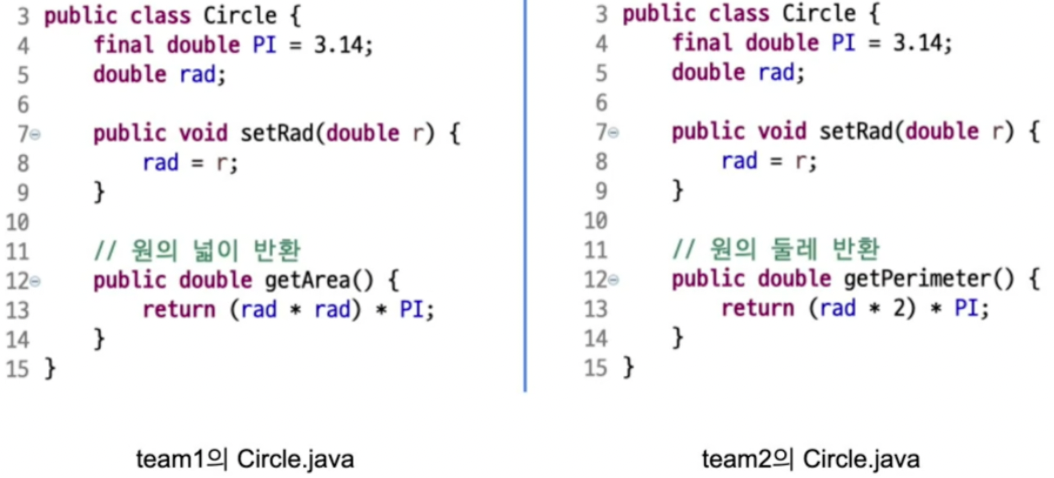 3 public class Circle {
4     final double PI = 3.14;
5     double rad;
6
7     public void setRad(double r) {
8         rad = r;
9     }
10
11     // 원의 넓이 반환
12     public double getArea() {
13         return (rad * rad) * PI;
14     }
15 }
team1의 Circle.java
3 public class Circle {
4     final double PI = 3.14;
5     double rad;
6
7     public void setRad(double r) {
8         rad = r;
9     }
10
11     // 원의 둘레 반환
12     public double getPerimeter() {
13         return (rad * 2) * PI;
14     }
15 }
team2의 Circle.java